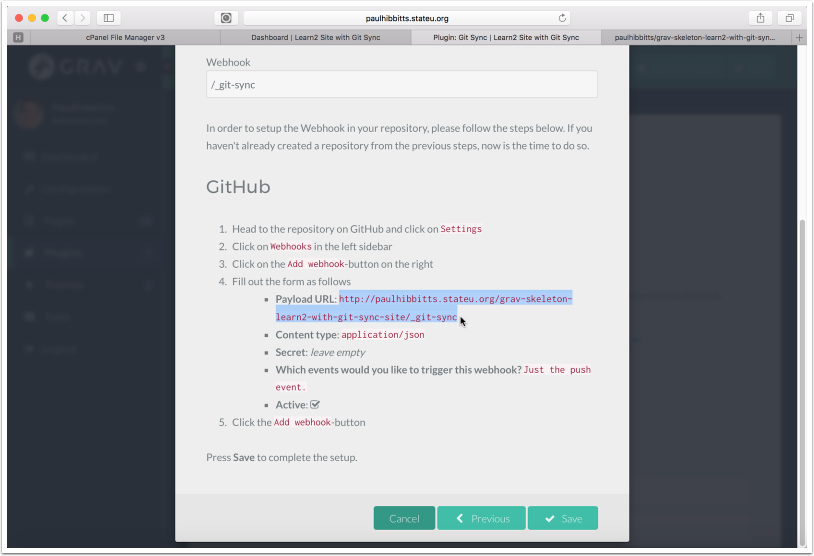 paulhibbitts.stateu.org
H
cPanel File Manager v3
Dashboard | Learn2 Site with Git Sync
Plugin: Git Sync | Learn2 Site with Git Sync
paulhibbitts/grav-skeleton-learn2-with-git-syn...
GRAV
Webhook
/_git-sync
In order to setup the Webhook in your repository, please follow the steps below. If you
haven't already created a repository from the previous steps, now is the time to do so.
GitHub
1. Head to the repository on GitHub and click on Settings
2. Click on Webhooks in the left sidebar
3. Click on the Add webhook-button on the right
4. Fill out the form as follows
Payload URL: http://paulhibbitts.stateu.org/grav-skeleton-
learn2-with-git-sync-site/_git-sync
Content type: application/json
Secret: leave empty
Which events would you like to trigger this webhook? Just the push
event.
Active:
5. Click the Add webhook-button
Press Save to complete the setup.
Cancel
Previous
Save